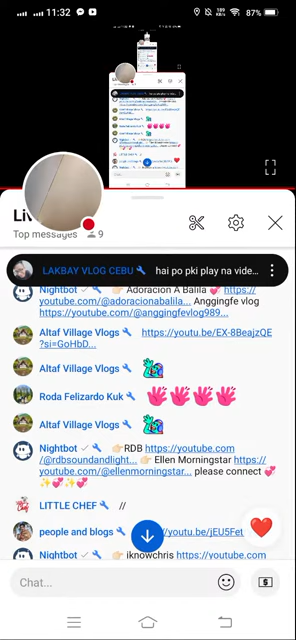 11:32
189 KB/s
87%
Live
Top messages 9
LAKBAY VLOG CEBU hai po pki play na vide...
Nightbot Adoracion A Balila https://
youtube.com/@adoracionabalila... Anggingfe vlog
https://youtube.com/@anggingfevlog989...
Altaf Village Vlogs https://youtu.be/EX-8BeajzQE
?si=GoHbD...
Altaf Village Vlogs
Roda Felizardo Kuk
Altaf Village Vlogs
Nightbot RDB https://youtube.com
/@rdbsoundandlight... Ellen Morningstar https://
youtube.com/@ellenmorningstar... please connect
LITTLE CHEF //
people and blogs youtu.be/jEU5Fet
Nightbot iknowchris https://youtube.com
Chat...